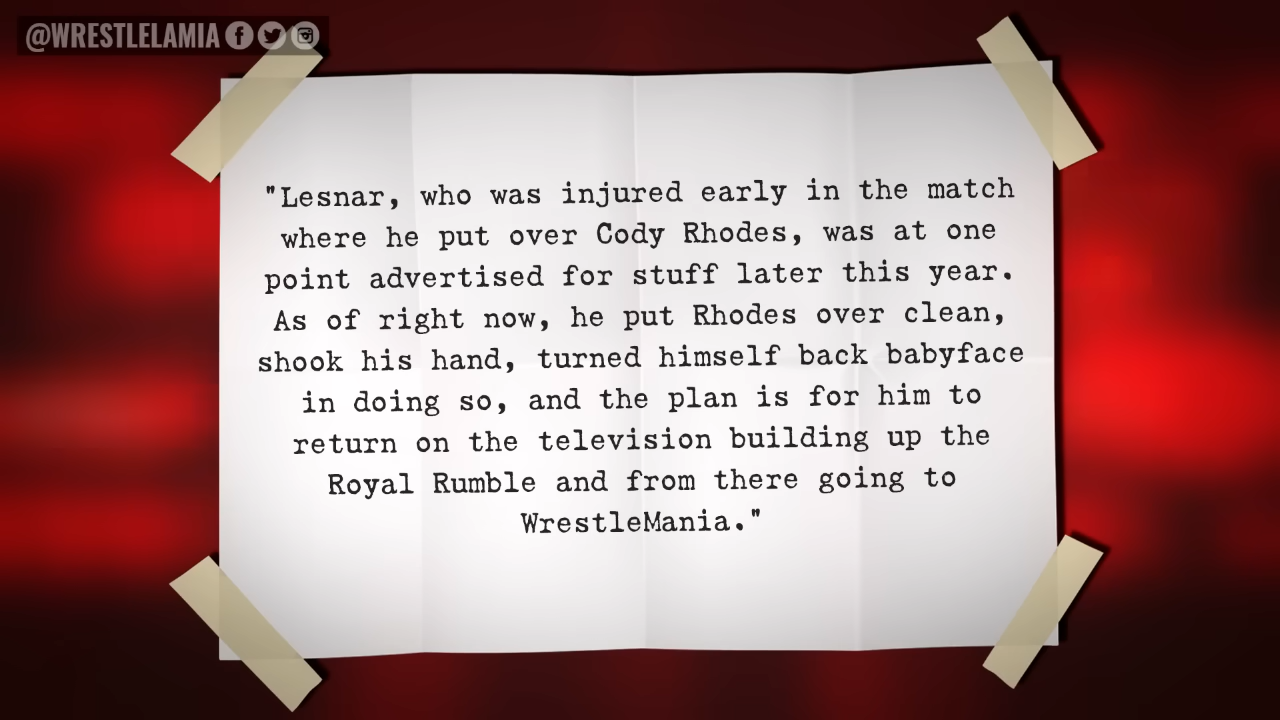 @WRESTLELAMIA
"Lesnar, who was injured early in the match
where he put over Cody Rhodes, was at one
point advertised for stuff later this year.
As of right now, he put Rhodes over clean,
shook his hand, turned himself back babyface
in doing so, and the plan is for him to
return on the television building up the
Royal Rumble and from there going to
WrestleMania."